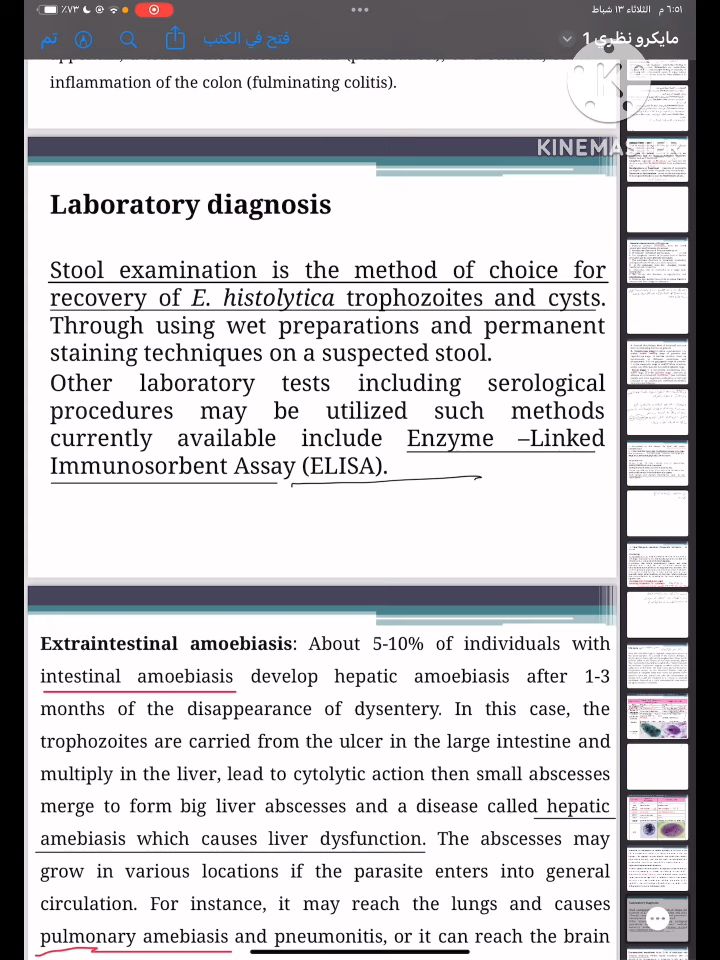 ٪٧٣ ٦:٥١ م الثلاثاء ١٣ شباط
تم فتح في الكتب مايكرو نظري 1
inflammation of the colon (fulminating colitis).
KINEMAS
Laboratory diagnosis
Stool examination is the method of choice for
recovery of E. histolytica trophozoites and cysts.
Through using wet preparations and permanent
staining techniques on a suspected stool.
Other laboratory tests including serological
procedures may be utilized such methods
currently available include Enzyme –Linked
Immunosorbent Assay (ELISA).
Extraintestinal amoebiasis: About 5-10% of individuals with
intestinal amoebiasis develop hepatic amoebiasis after 1-3
months of the disappearance of dysentery. In this case, the
trophozoites are carried from the ulcer in the large intestine and
multiply in the liver, lead to cytolytic action then small abscesses
merge to form big liver abscesses and a disease called hepatic
amebiasis which causes liver dysfunction. The abscesses may
grow in various locations if the parasite enters into general
circulation. For instance, it may reach the lungs and causes
pulmonary amebiasis and pneumonitis, or it can reach the brain